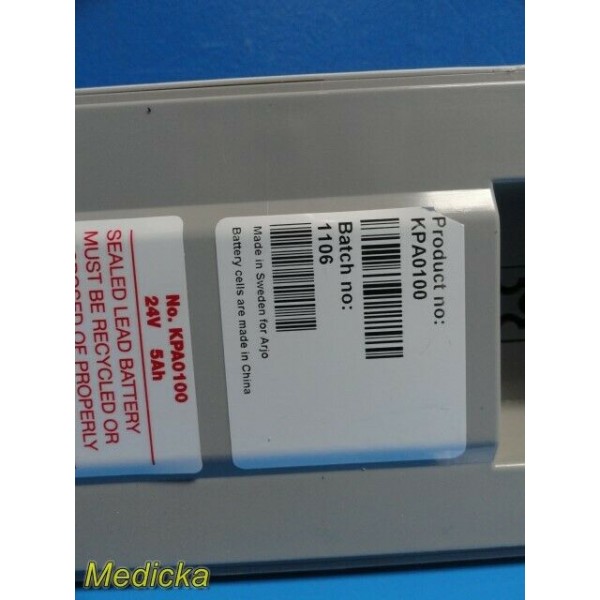 Product no:
KPA0100
Batch no:
1106
Made in Sweden for Arjo
Battery cells are made in China
No. KPA0100
24V 5Ah
SEALED LEAD BATTERY
MUST BE RECYCLED OR
OF PROPERLY
Medicka